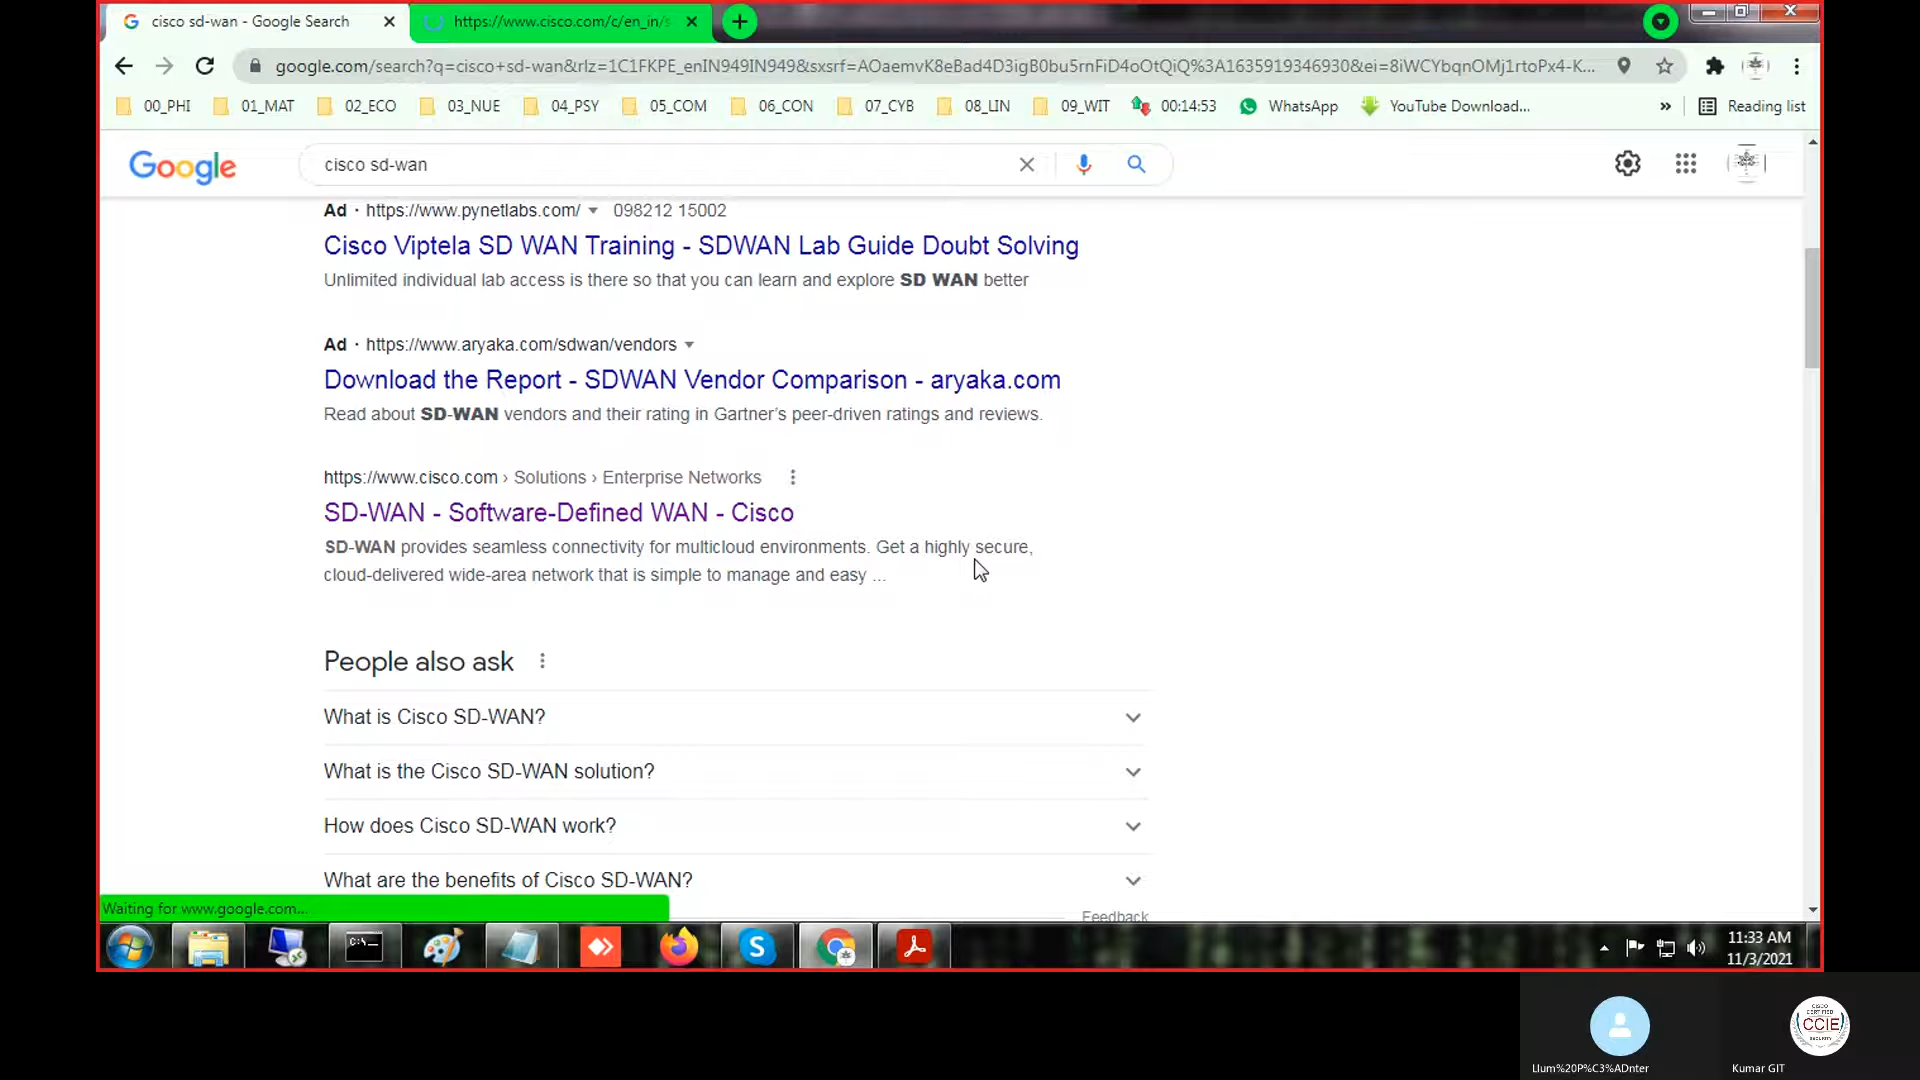 cisco sd-wan - Google Search
https://www.cisco.com/c/en_in/s
google.com/search?q=cisco+sd-wan&rlz=1C1FKPE_enIN949IN949&sxsrf=AOaemvK8eBad4D3igB0bu5rnFiD4oOtQiQ%3A1635919346930&ei=8iWCYbqnOMj1rtoPx4-K...
00_PHI 01_MAT 02_ECO 03_NUE 04_PSY 05_COM 06_CON 07_CYB 08_LIN 09_WIT 00:14:53 WhatsApp YouTube Download... » Reading list
Google
cisco sd-wan
Ad · https://www.pynetlabs.com/ 098212 15002
Cisco Viptela SD WAN Training - SDWAN Lab Guide Doubt Solving
Unlimited individual lab access is there so that you can learn and explore SD WAN better
Ad · https://www.aryaka.com/sdwan/vendors
Download the Report - SDWAN Vendor Comparison - aryaka.com
Read about SD-WAN vendors and their rating in Gartner's peer-driven ratings and reviews.
https://www.cisco.com › Solutions › Enterprise Networks
SD-WAN - Software-Defined WAN - Cisco
SD-WAN provides seamless connectivity for multicloud environments. Get a highly secure,
cloud-delivered wide-area network that is simple to manage and easy ...
People also ask
What is Cisco SD-WAN?
What is the Cisco SD-WAN solution?
How does Cisco SD-WAN work?
What are the benefits of Cisco SD-WAN?
Feedback
Waiting for www.google.com...
C:\_
S
11:33 AM
11/3/2021
CISCO
CERTIFIED
CCIE
SECURITY
Llum%20P%C3%ADnter
Kumar GIT